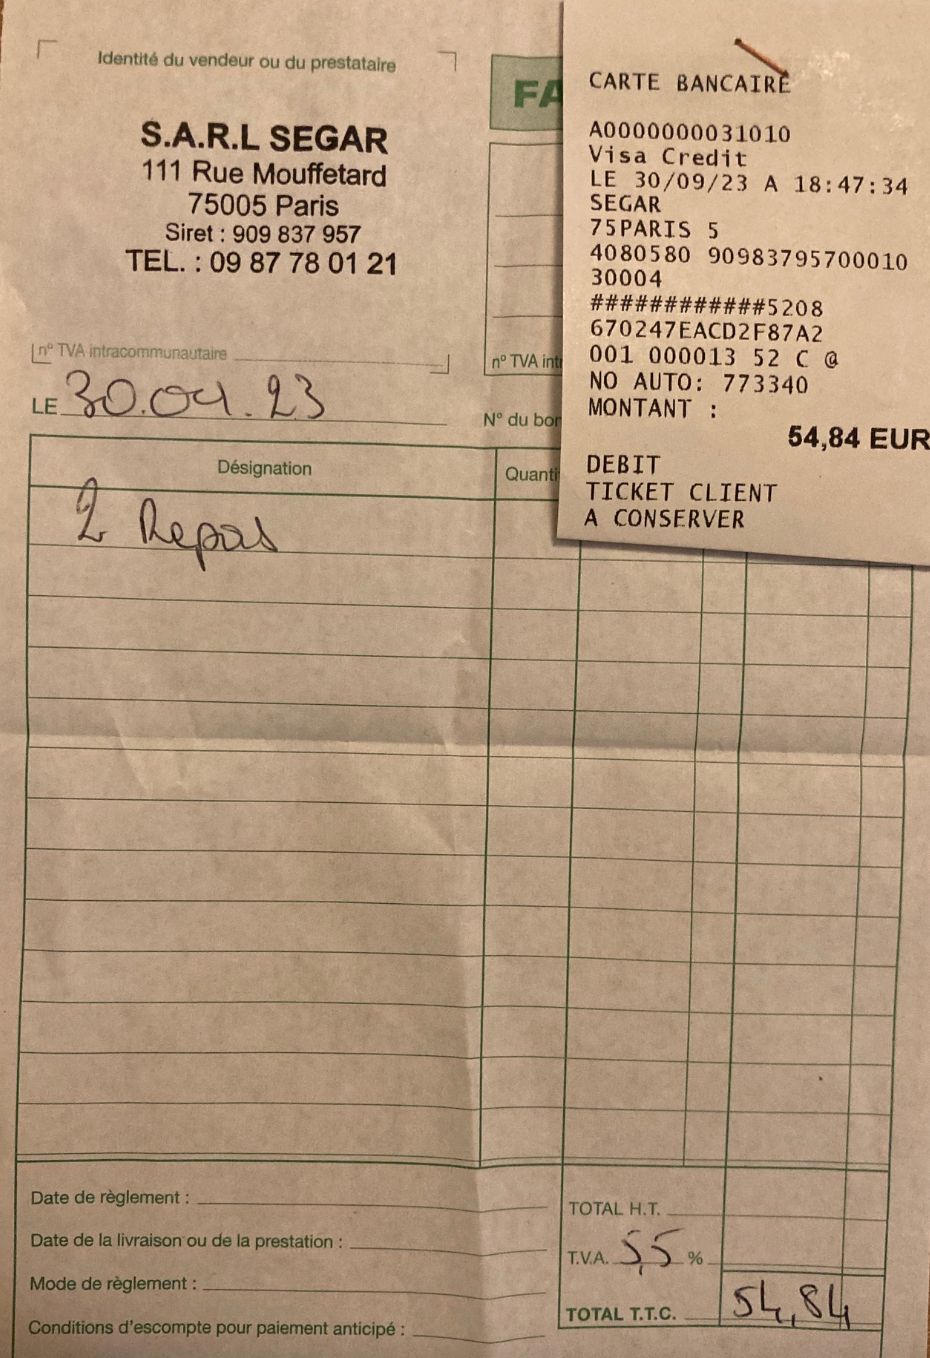 Identité du vendeur ou du prestataire
S.A.R.L SEGAR
111 Rue Mouffetard
75005 Paris
Siret : 909 837 957
TEL. : 09 87 78 01 21
n° TVA intracommunautaire
LE 30.04.23
FA
n° TVA int
N° du bon
CARTE BANCAIRE
A0000000031010
Visa Credit
LE 30/09/23 A 18:47:34
SEGAR
75PARIS 5
4080580 90983795700010
30004
############5208
670247EACD2F87A2
001 000013 52 C @
NO AUTO: 773340
MONTANT :
54,84 EUR
DEBIT
TICKET CLIENT
A CONSERVER
Désignation Quanti
2 Repas
Date de règlement :
Date de la livraison ou de la prestation :
Mode de règlement :
Conditions d'escompte pour paiement anticipé :
TOTAL H.T.
T.V.A. 5,5 %
TOTAL T.T.C. 54,84